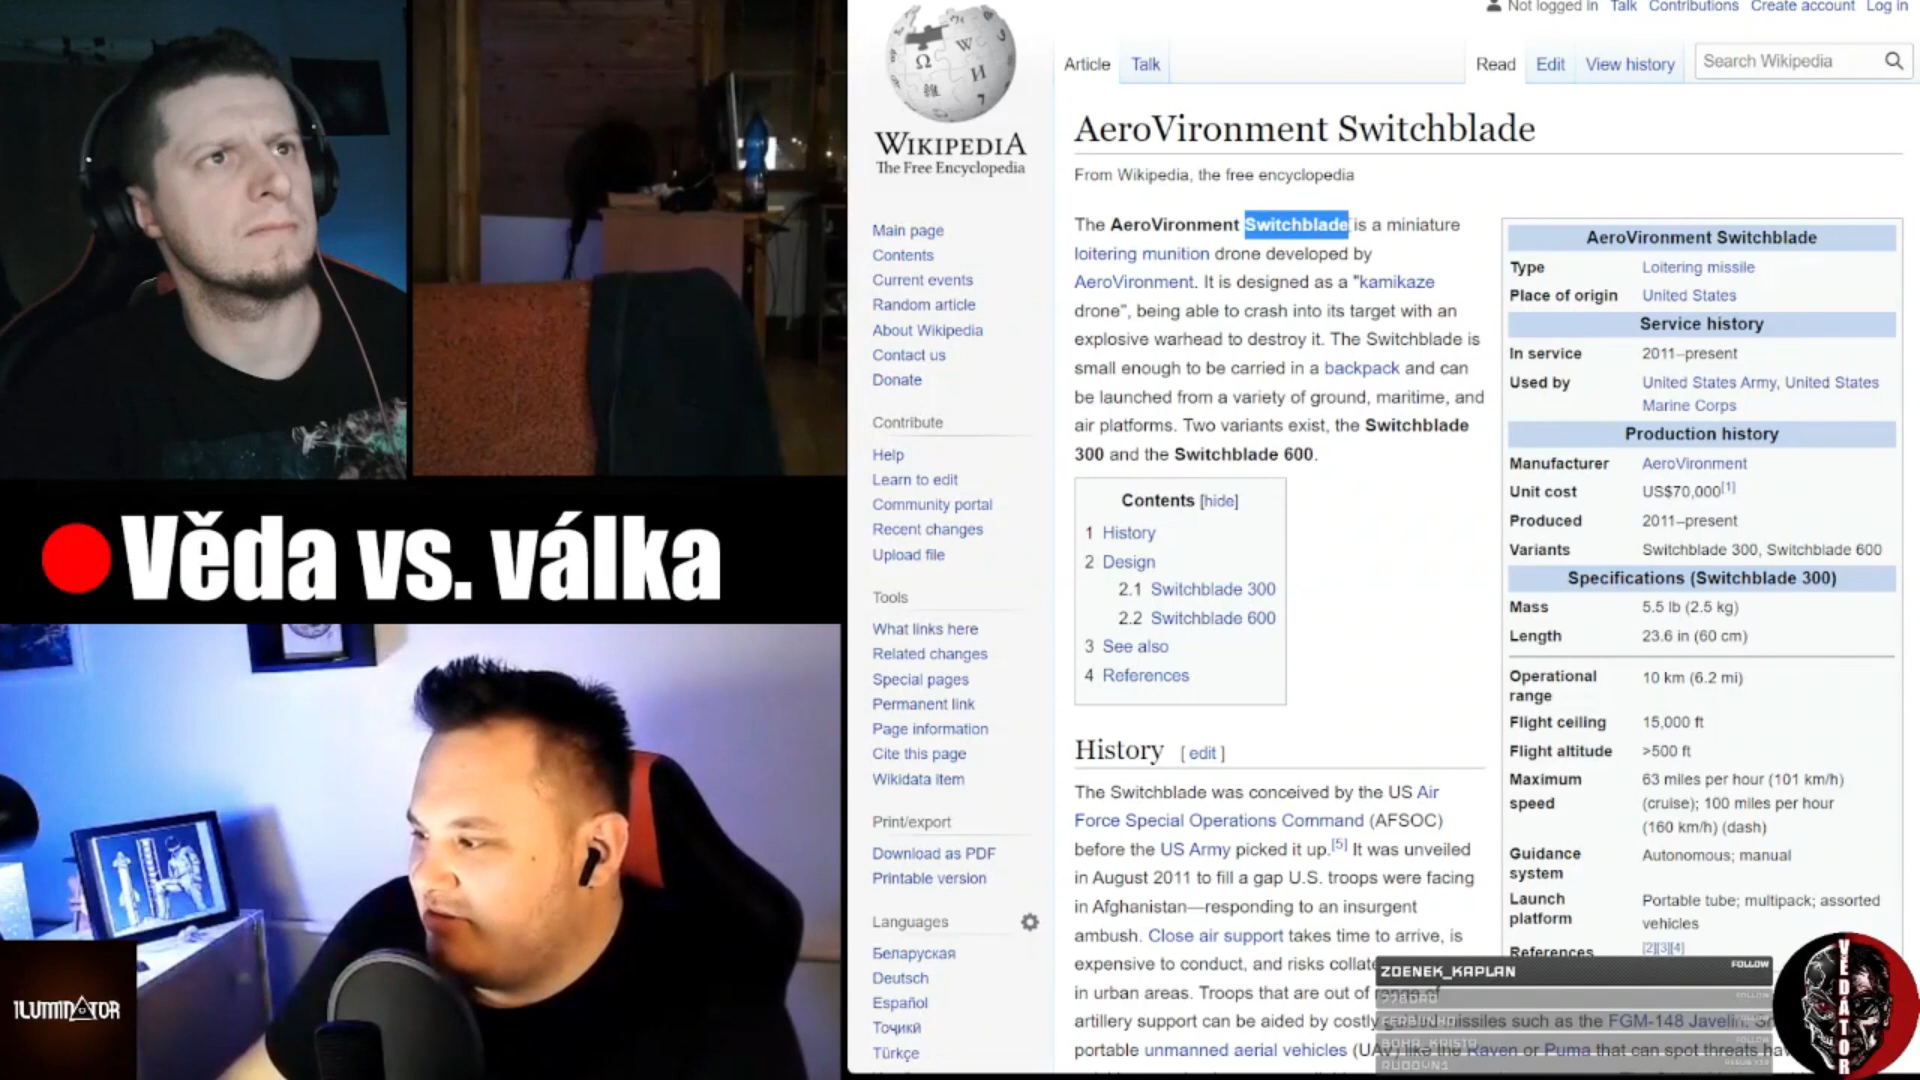 Věda vs. válka
ILUMINATOR
Not logged in Talk Contributions Create account Log in
Article Talk Read Edit View history Search Wikipedia
WIKIPEDIA
The Free Encyclopedia
Main page
Contents
Current events
Random article
About Wikipedia
Contact us
Donate
Contribute
Help
Learn to edit
Community portal
Recent changes
Upload file
Tools
What links here
Related changes
Special pages
Permanent link
Page information
Cite this page
Wikidata item
Print/export
Download as PDF
Printable version
Languages
Беларуская
Deutsch
Español
Тоҷикӣ
Türkçe
AeroVironment Switchblade
From Wikipedia, the free encyclopedia
The AeroVironment Switchblade is a miniature
loitering munition drone developed by
AeroVironment. It is designed as a "kamikaze
drone", being able to crash into its target with an
explosive warhead to destroy it. The Switchblade is
small enough to be carried in a backpack and can
be launched from a variety of ground, maritime, and
air platforms. Two variants exist, the Switchblade
300 and the Switchblade 600.
Contents [hide]
1 History
2 Design
2.1 Switchblade 300
2.2 Switchblade 600
3 See also
4 References
History [ edit ]
The Switchblade was conceived by the US Air
Force Special Operations Command (AFSOC)
before the US Army picked it up.[5] It was unveiled
in August 2011 to fill a gap U.S. troops were facing
in Afghanistan—responding to an insurgent
ambush. Close air support takes time to arrive, is
expensive to conduct, and risks collate
in urban areas. Troops that are out of range of
artillery support can be aided by costly guided missiles such as the FGM-148 Javelin.
portable unmanned aerial vehicles (UAV) like the Raven or Puma that can spot threats
AeroVironment Switchblade
Type Loitering missile
Place of origin United States
Service history
In service 2011–present
Used by United States Army, United States
Marine Corps
Production history
Manufacturer AeroVironment
Unit cost US$70,000[1]
Produced 2011–present
Variants Switchblade 300, Switchblade 600
Specifications (Switchblade 300)
Mass 5.5 lb (2.5 kg)
Length 23.6 in (60 cm)
Operational
range 10 km (6.2 mi)
Flight ceiling 15,000 ft
Flight altitude >500 ft
Maximum 63 miles per hour (101 km/h)
speed (cruise); 100 miles per hour
(160 km/h) (dash)
Guidance Autonomous; manual
system
Launch Portable tube; multipack; assorted
platform vehicles
References [2][3][4]
ZDENEK_KAPLAN FOLLOW
VĚDÁTOR